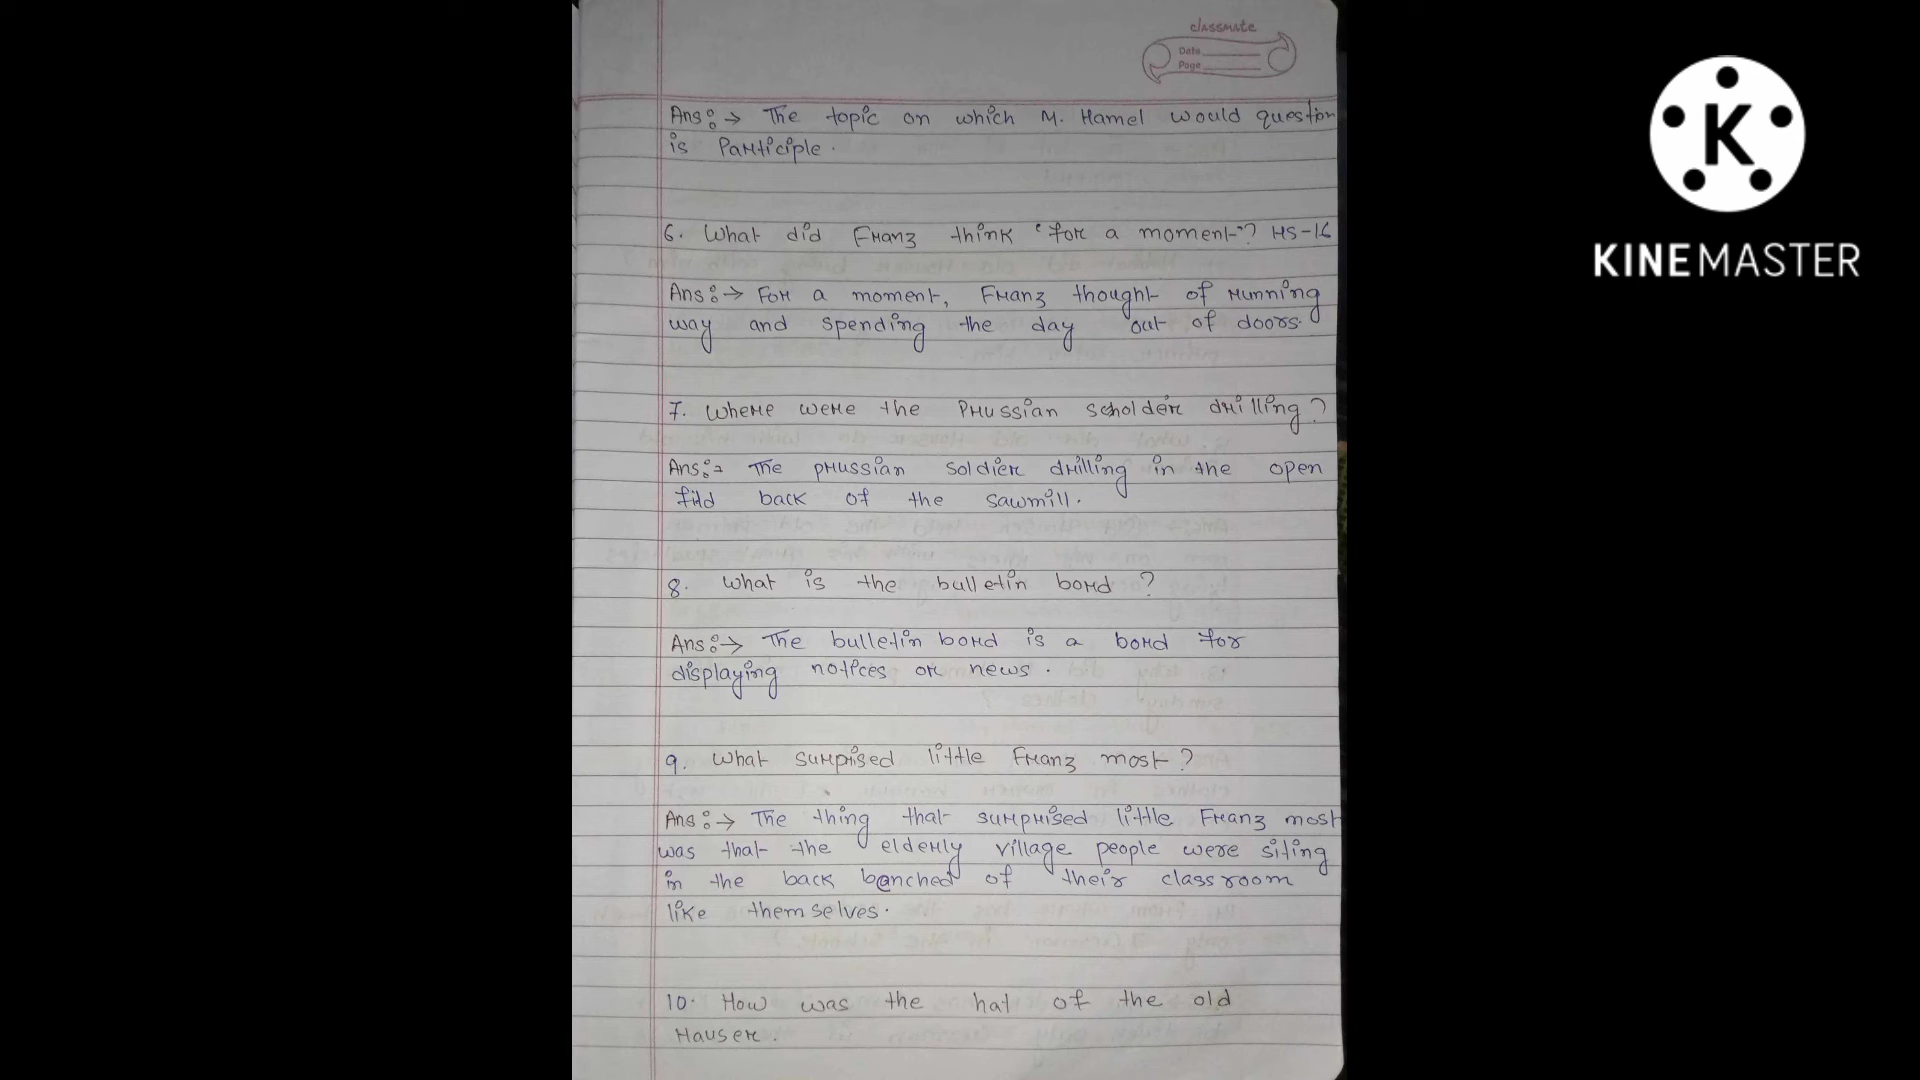 classmate
Date
Page
Ans:→ The topic on which M. Hamel would question
is Participle.
6. What did Franz think "for a moment"? HS-16
Ans:→ For a moment, Franz thought of running
way and spending the day out of doors.
7. Where were the Prussian scholder drilling?
Ans:= The prussian soldier drilling in the open
fild back of the sawmill.
8. What is the bulletin bord?
Ans:→ The bulletin bord is a bord for
displaying notices or news.
9. What surprised little Franz most?
Ans:→ The thing that surprised little Franz most
was that the elderly village people were siting
in the back banched of their classroom
like themselves.
10. How was the hat of the old
Hauser.
K
KINEMASTER